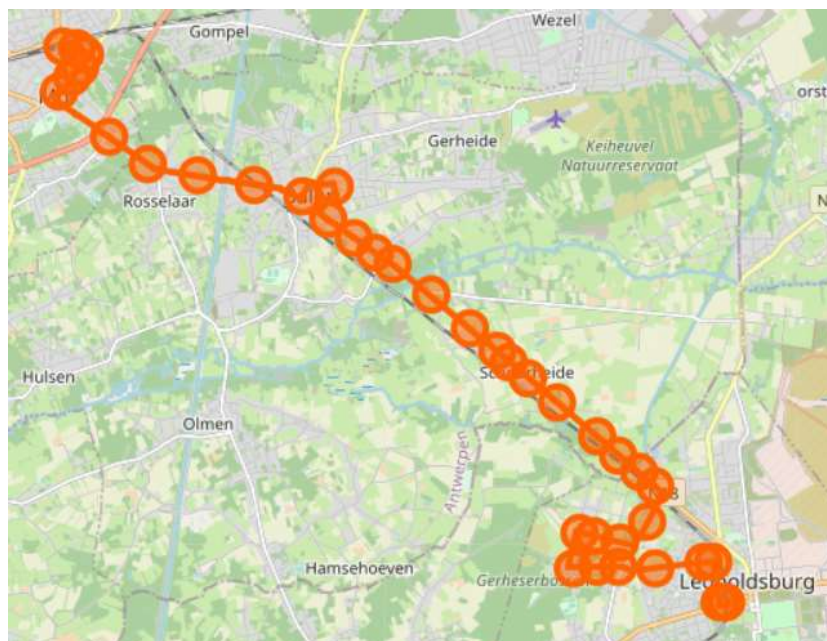 Wezel
Gompel
orst
Gerheide
Keiheuvel
Natuurreservaat
Rosselaar
N
Hulsen
Olmen
Antwerpen
Hamsehoeven
Leopoldsburg